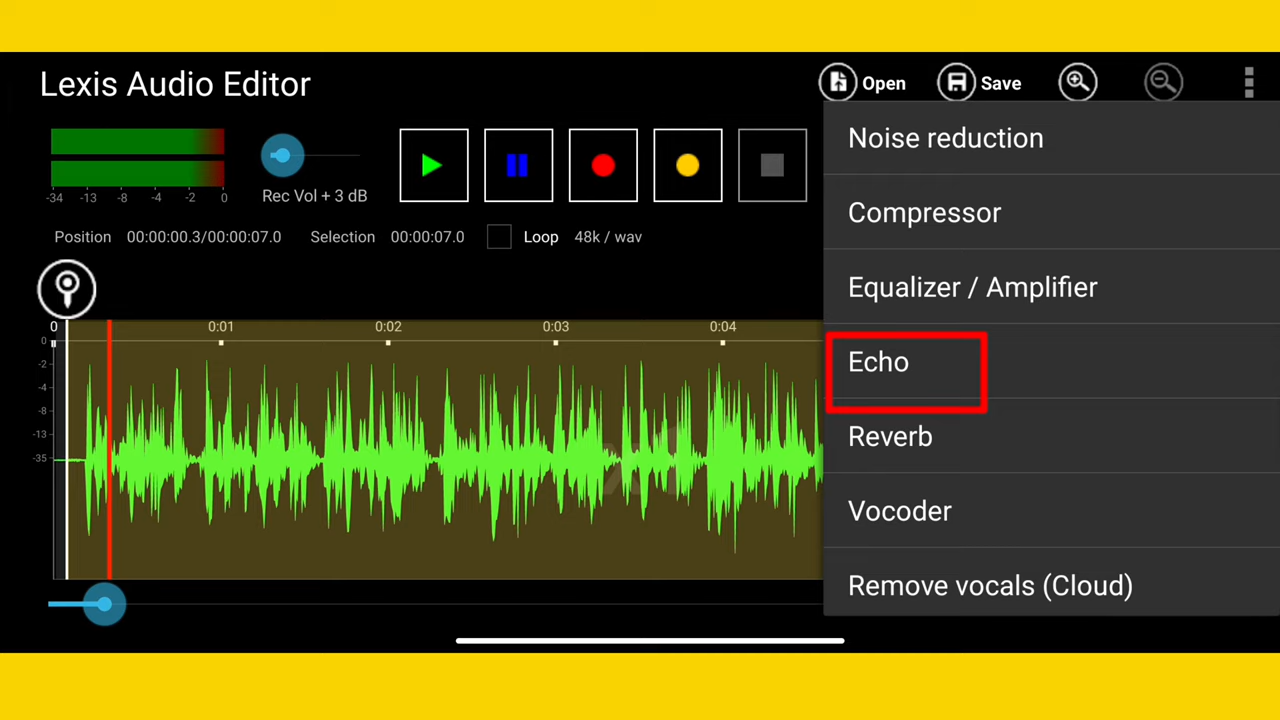 Lexis Audio Editor
Open
Save
-34 -13 -8 -4 -2 0
Rec Vol + 3 dB
Position 00:00:00.3/00:00:07.0 Selection 00:00:07.0 Loop 48k / wav
0 0:01 0:02 0:03 0:04
0
-2
-4
-8
-13
-35
Noise reduction
Compressor
Equalizer / Amplifier
Echo
Reverb
Vocoder
Remove vocals (Cloud)